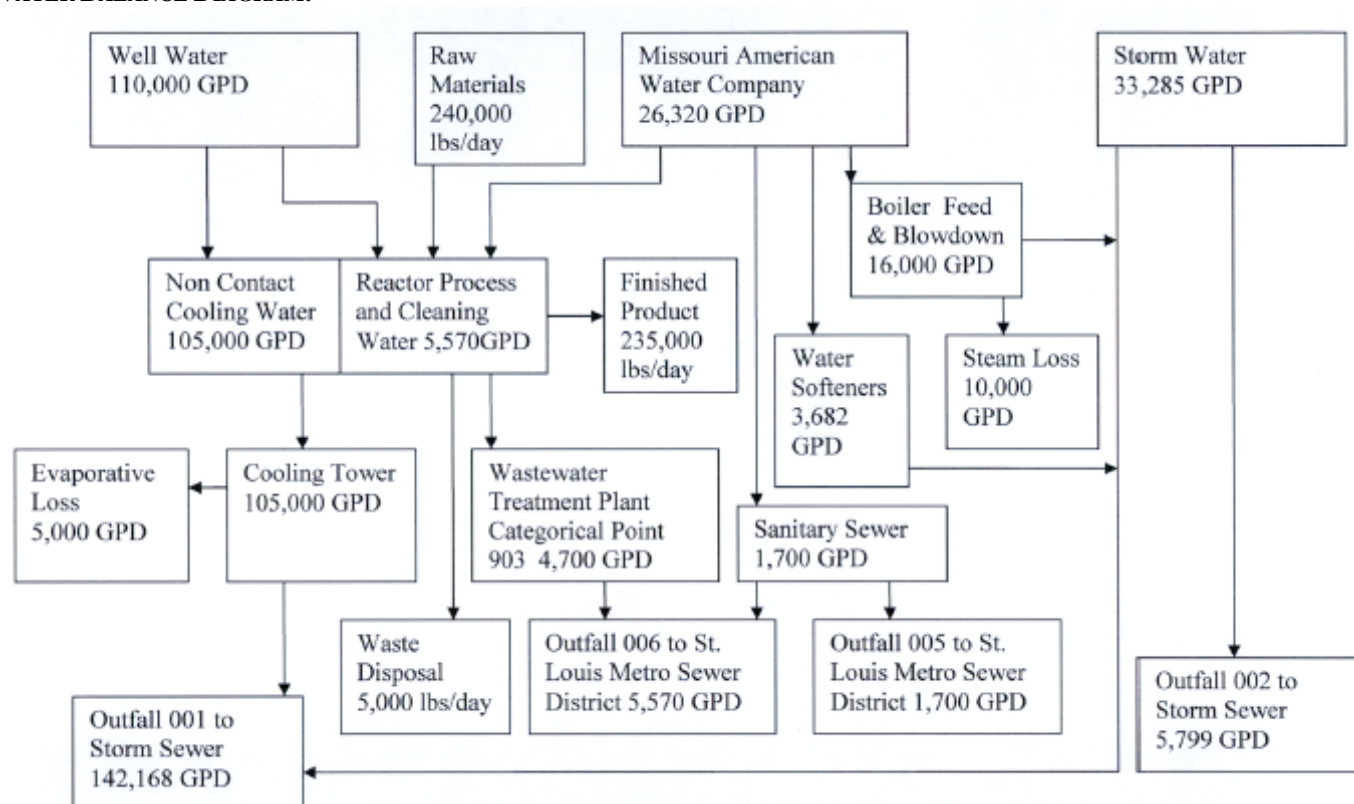 WATER BALANCE DIAGRAM:
Well Water
110,000 GPD
Raw
Materials
240,000
lbs/day
Missouri American
Water Company
26,320 GPD
Storm Water
33,285 GPD
Boiler Feed
& Blowdown
16,000 GPD
Non Contact
Cooling Water
105,000 GPD
Reactor Process
and Cleaning
Water 5,570GPD
Finished
Product
235,000
lbs/day
Water
Softeners
3,682
GPD
Steam Loss
10,000
GPD
Evaporative
Loss
5,000 GPD
Cooling Tower
105,000 GPD
Wastewater
Treatment Plant
Categorical Point
903 4,700 GPD
Sanitary Sewer
1,700 GPD
Waste
Disposal
5,000 lbs/day
Outfall 006 to St.
Louis Metro Sewer
District 5,570 GPD
Outfall 005 to St.
Louis Metro Sewer
District 1,700 GPD
Outfall 002 to
Storm Sewer
5,799 GPD
Outfall 001 to
Storm Sewer
142,168 GPD